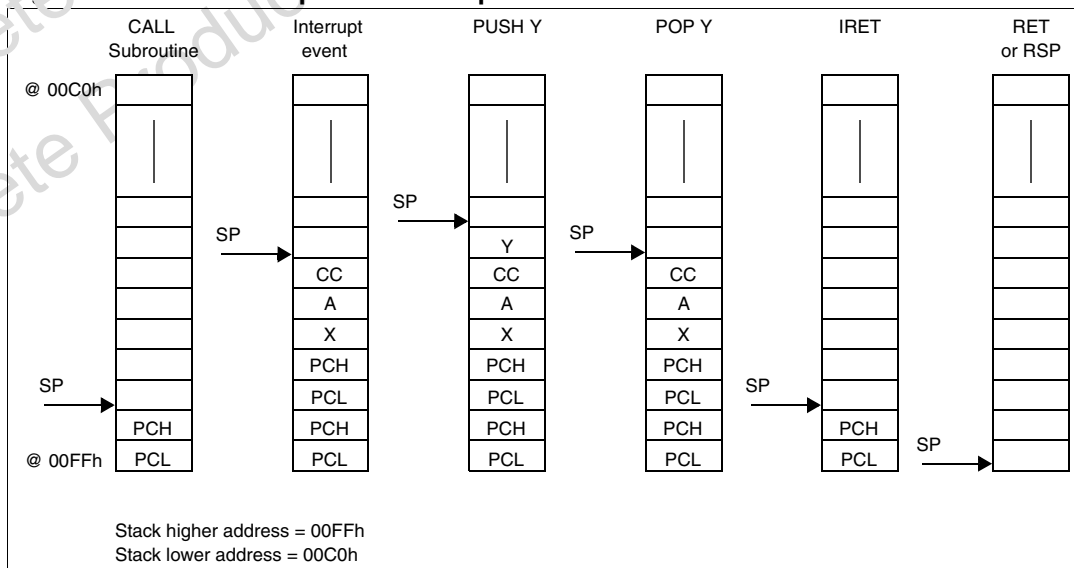 CALL Subroutine
Interrupt event
PUSH Y
POP Y
IRET
RET or RSP
@ 00C0h
SP
SP
SP
Y
SP
CC
CC
CC
A
A
A
X
X
X
PCH
PCH
PCH
SP
PCL
PCL
PCL
SP
PCH
PCH
PCH
PCH
PCH
SP
@ 00FFh
PCL
PCL
PCL
PCL
PCL
Stack higher address = 00FFh
Stack lower address = 00C0h